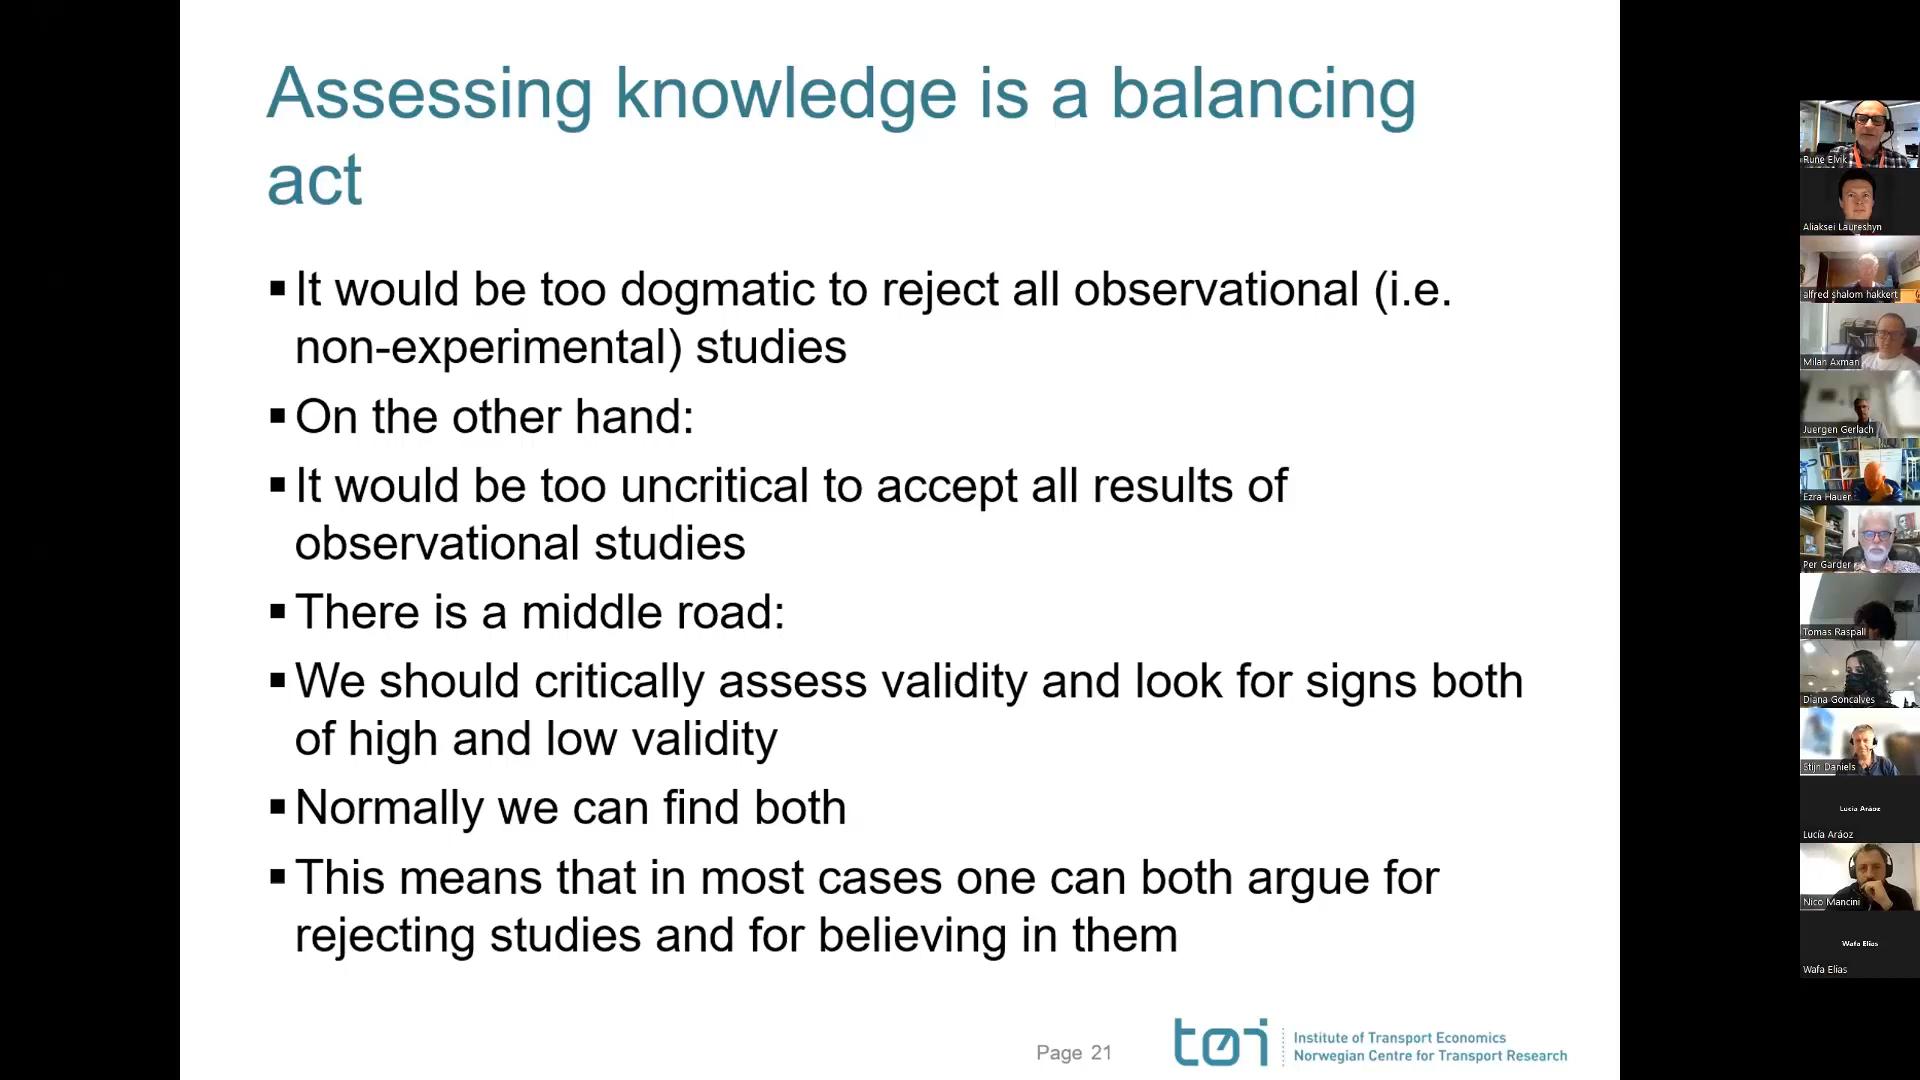 Assessing knowledge is a balancing
act
▪ It would be too dogmatic to reject all observational (i.e.
non-experimental) studies
▪ On the other hand:
▪ It would be too uncritical to accept all results of
observational studies
▪ There is a middle road:
▪ We should critically assess validity and look for signs both
of high and low validity
▪ Normally we can find both
▪ This means that in most cases one can both argue for
rejecting studies and for believing in them
Page 21
tøi
Institute of Transport Economics
Norwegian Centre for Transport Research
Rune Elvik
Aliaksei Laureshyn
alfred shalom hakkert
Milan Axman
Juergen Gerlach
Ezra Hauer
Per Garder
Tomas Raspall
Diana Goncalves
Stijn Daniels
Lucía Aráoz
Lucía Aráoz
Nico Mancini
Wafa Elias
Wafa Elias